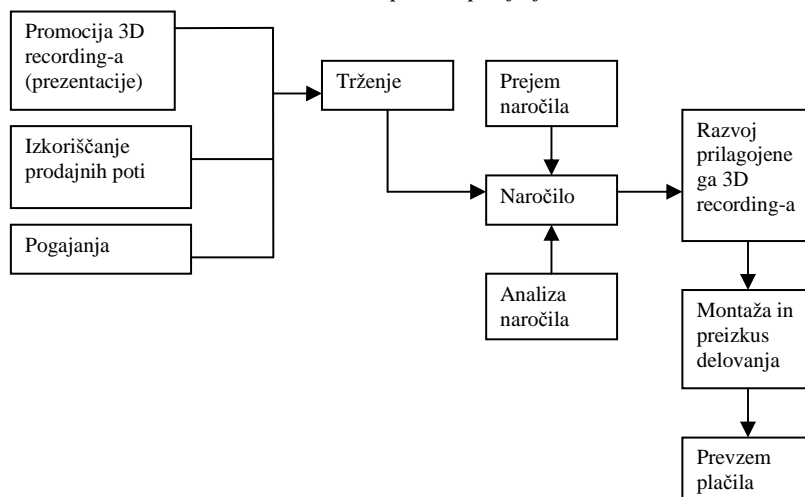 Promocija 3D
recording-a
(prezentacije)
Izkoriščanje
prodajnih poti
Pogajanja
Trženje
Prejem
naročila
Naročilo
Analiza
naročila
Razvoj
prilagojene
ga 3D
recording-a
Montaža in
preizkus
delovanja
Prevzem
plačila